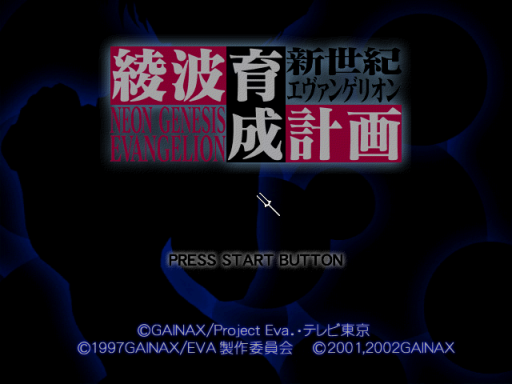 綾波育成計画
新世紀
エヴァンゲリオン
NEON GENESIS
EVANGELION
PRESS START BUTTON
©GAINAX/Project Eva.・テレビ東京
©1997GAINAX/EVA 製作委員会 ©2001,2002GAINAX